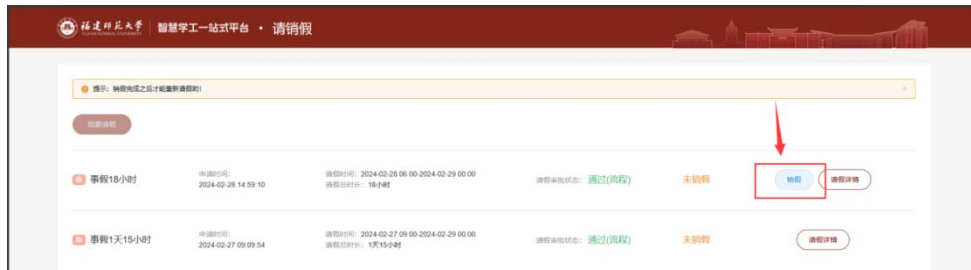 福建师范大学 智慧学工一站式平台 · 请销假
FUJIAN NORMAL UNIVERSITY
提示：销假完成之后才能重新请假哟!
我要请假
事假18小时 申请时间： 请假时间：2024-02-28 06:00-2024-02-29 00:00 请假审批状态：通过(流程) 未销假 销假 请假详情
2024-02-28 14:59:10 请假总时长：18小时
事假1天15小时 申请时间： 请假时间：2024-02-27 09:00-2024-02-29 00:00 请假审批状态：通过(流程) 未销假 请假详情
2024-02-27 09:09:54 请假总时长：1天15小时